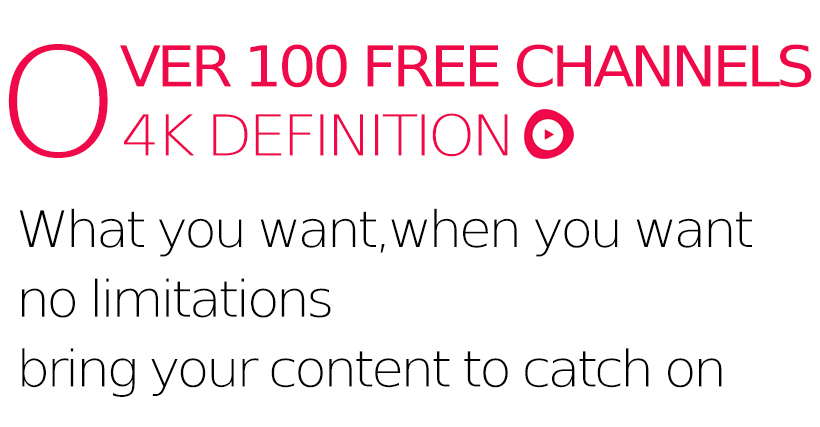 OVER 100 FREE CHANNELS
4K DEFINITION
What you want,when you want
no limitations
bring your content to catch on